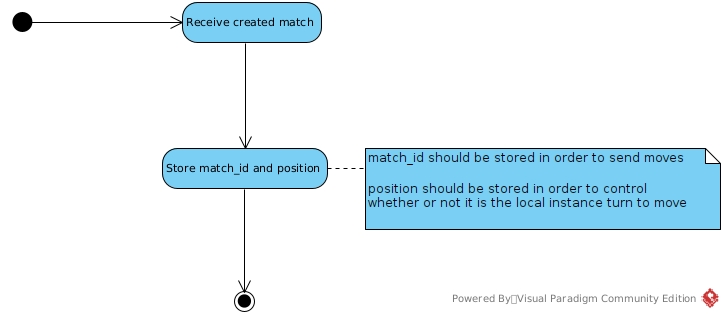 Receive created match
Store match_id and position
match_id should be stored in order to send moves
position should be stored in order to control
whether or not it is the local instance turn to move
Powered By Visual Paradigm Community Edition